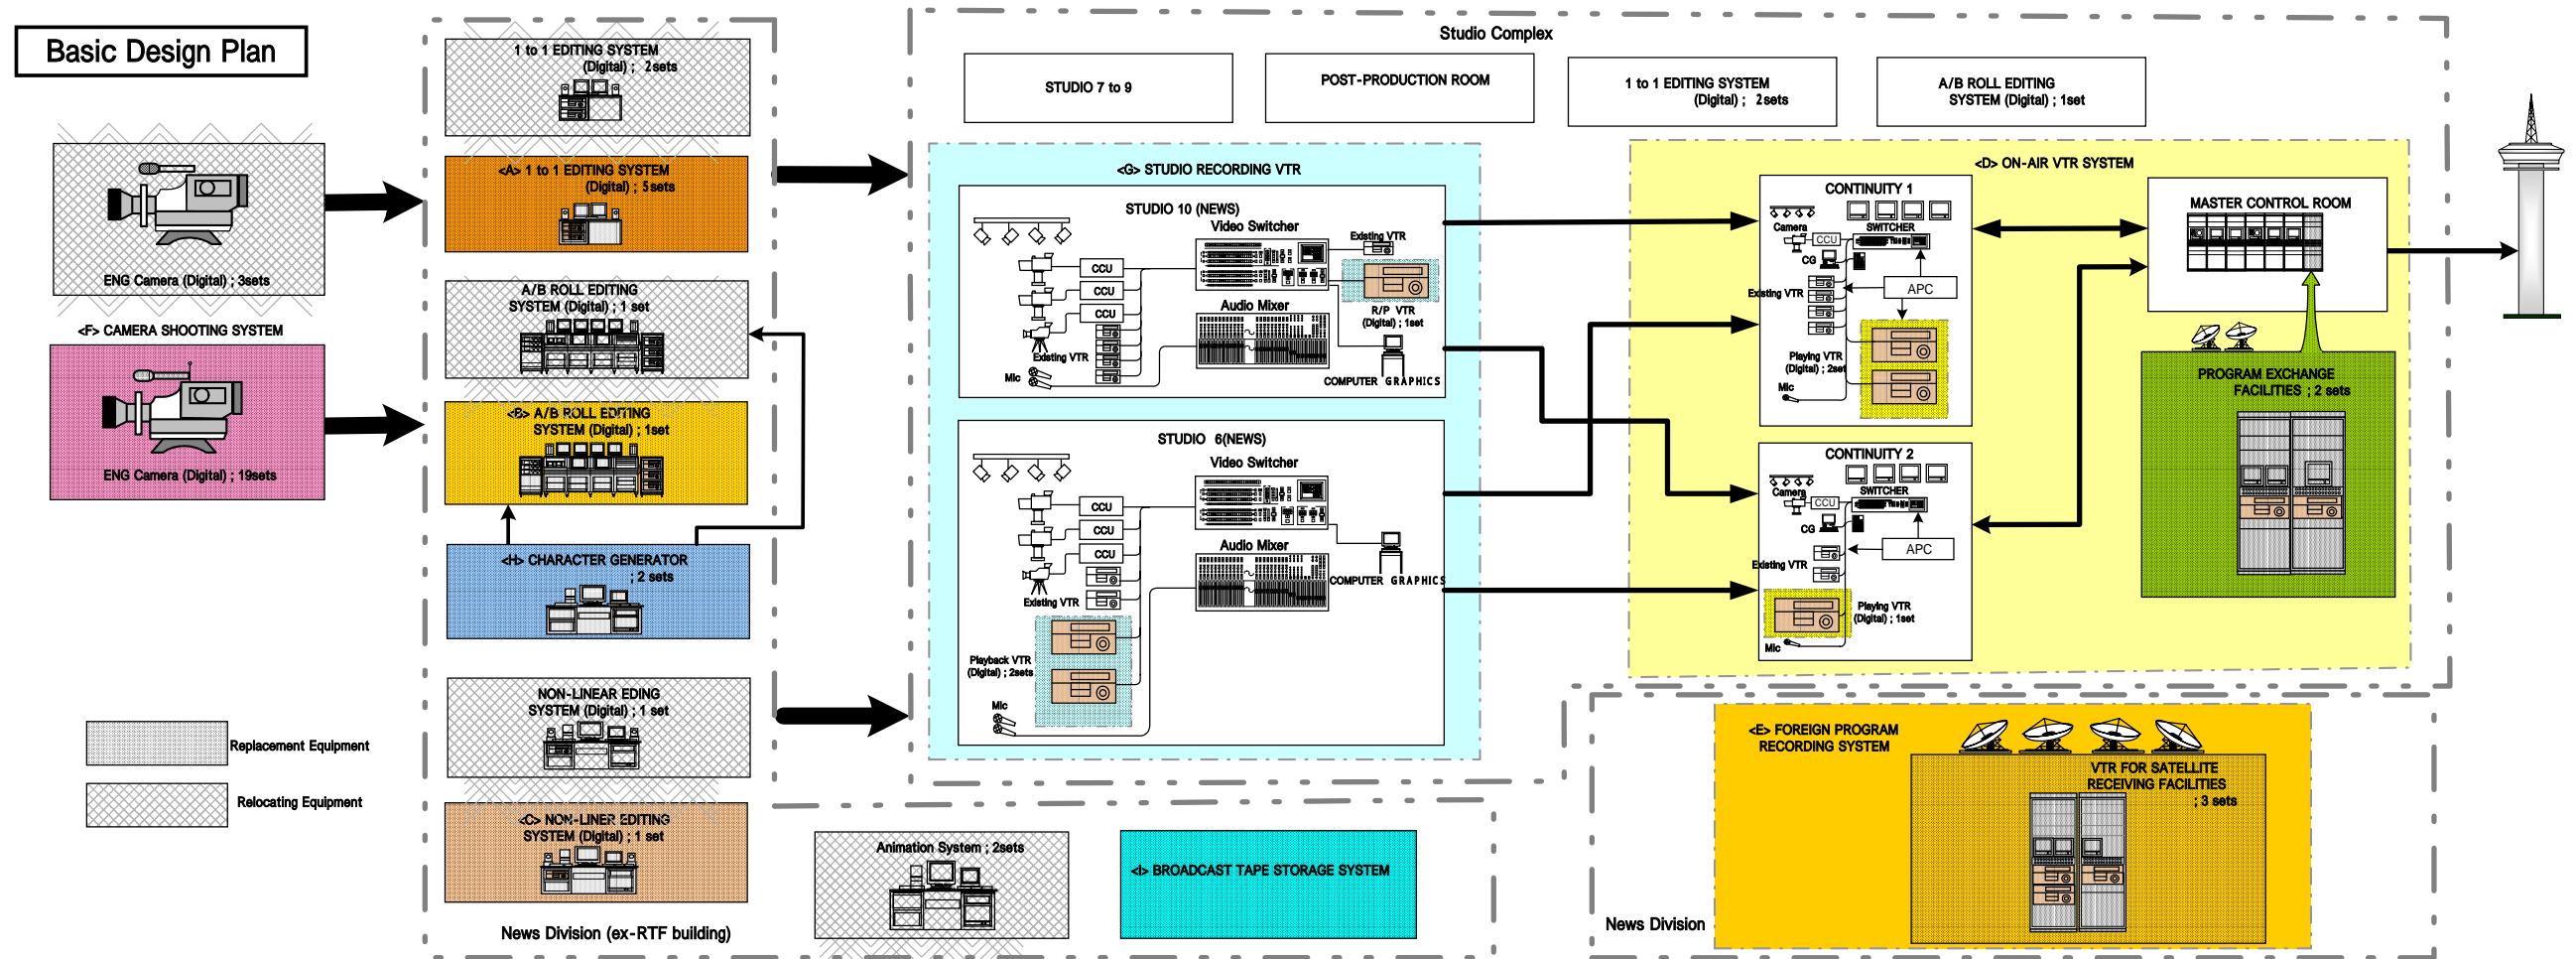 Basic Design Plan
ENG Camera (Digital) ; 3sets
<F> CAMERA SHOOTING SYSTEM
ENG Camera (Digital) ; 19sets
Replacement Equipment
Relocating Equipment
1 to 1 EDITING SYSTEM
(Digital) ; 2sets
<A> 1 to 1 EDITING SYSTEM
(Digital) ; 5sets
A/B ROLL EDITING
SYSTEM (Digital) ; 1 set
<B> A/B ROLL EDITING
SYSTEM (Digital) ; 1set
<H> CHARACTER GENERATOR
; 2 sets
NON-LINEAR EDING
SYSTEM (Digital) ; 1 set
<C> NON-LINER EDITING
SYSTEM (Digital) ; 1 set
News Division (ex-RTF building)
Animation System ; 2sets
<I> BROADCAST TAPE STORAGE SYSTEM
Studio Complex
STUDIO 7 to 9
POST-PRODUCTION ROOM
1 to 1 EDITING SYSTEM
(Digital) ; 2sets
A/B ROLL EDITING
SYSTEM (Digital) ; 1set
<G> STUDIO RECORDING VTR
STUDIO 10 (NEWS)
Video Switcher
Existing VTR
CCU
CCU
CCU
R/P VTR
(Digital) ; 1set
Audio Mixer
Existing VTR
Mic
COMPUTER GRAPHICS
STUDIO 6(NEWS)
Video Switcher
CCU
CCU
CCU
Audio Mixer
COMPUTER GRAPHICS
Existing VTR
Playback VTR
(Digital) ; 2sets
Mic
<D> ON-AIR VTR SYSTEM
CONTINUITY 1
Camera
CCU
SWITCHER
CG
Existing VTR
APC
Playing VTR
(Digital) ; 2set
Mic
CONTINUITY 2
Camera
CCU
SWITCHER
CG
APC
Existing VTR
Playing VTR
(Digital) ; 1set
Mic
MASTER CONTROL ROOM
PROGRAM EXCHANGE
FACILITIES ; 2 sets
<E> FOREIGN PROGRAM
RECORDING SYSTEM
VTR FOR SATELLITE
RECEIVING FACILITIES
; 3 sets
News Division